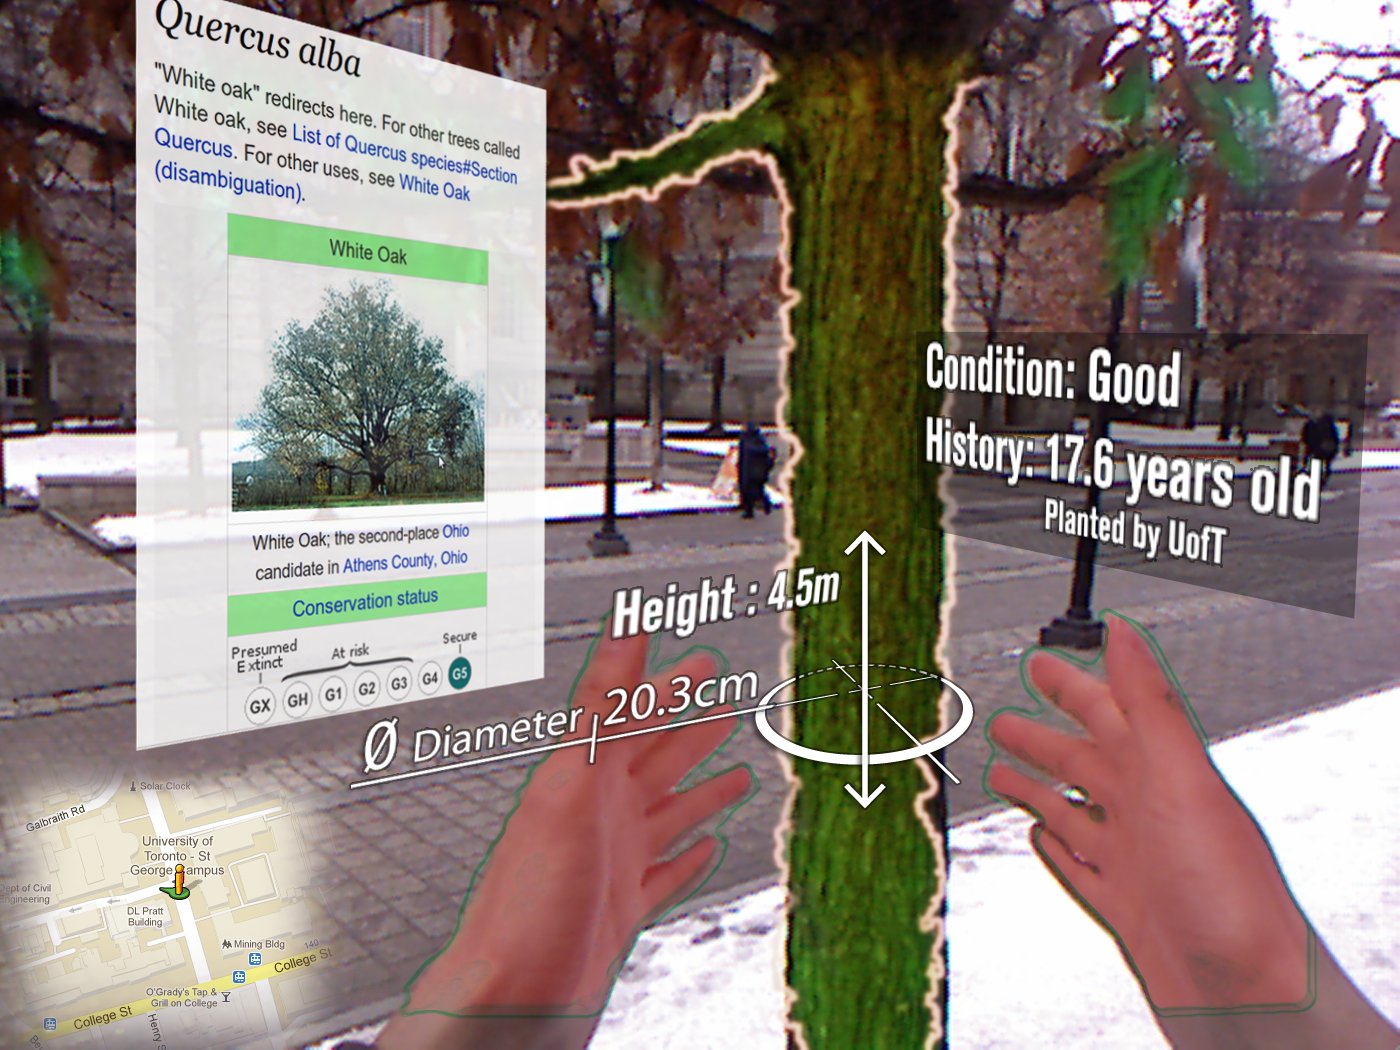 Quercus alba
"White oak" redirects here. For other trees called
White oak, see List of Quercus species#Section
Quercus. For other uses, see White Oak
(disambiguation).
White Oak
White Oak; the second-place Ohio
candidate in Athens County, Ohio
Conservation status
Presumed
Extinct
At risk
Secure
GX GH G1 G2 G3 G4 G5
Condition: Good
History: 17.6 years old
Planted by UofT
Height : 4.5m
Ø Diameter 20.3cm
Solar Clock
Galbraith Rd
University of
Toronto - St
George Campus
Dept of Civil
Engineering
DL Pratt
Building
Mining Bldg
140
College St
O'Grady's Tap &
Grill on College
College St
Henry